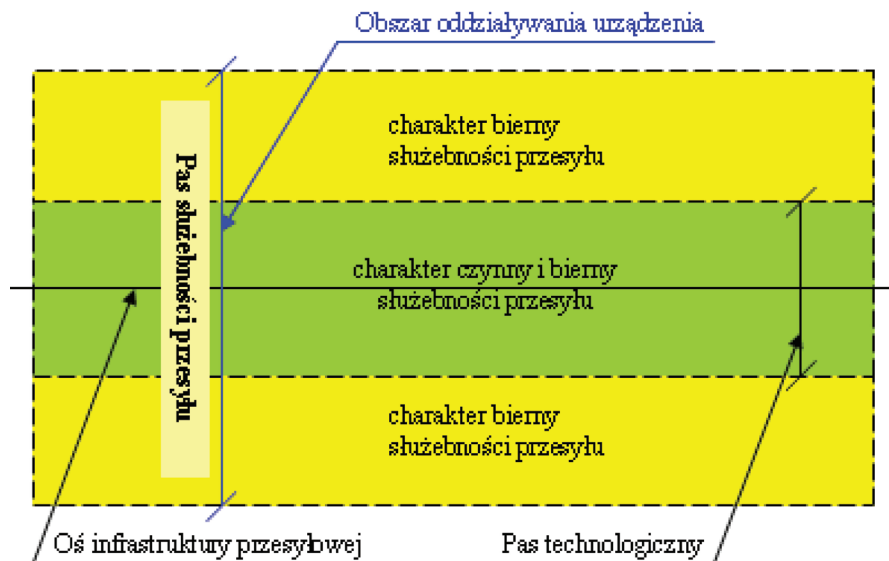 Obszar oddziaływania urządzenia
charakter bierny
służebności przesyłu
Pas służebności przesyłu
charakter czynny i bierny
służebności przesyłu
charakter bierny
służebności przesyłu
Oś infrastruktury przesyłowej
Pas technologiczny